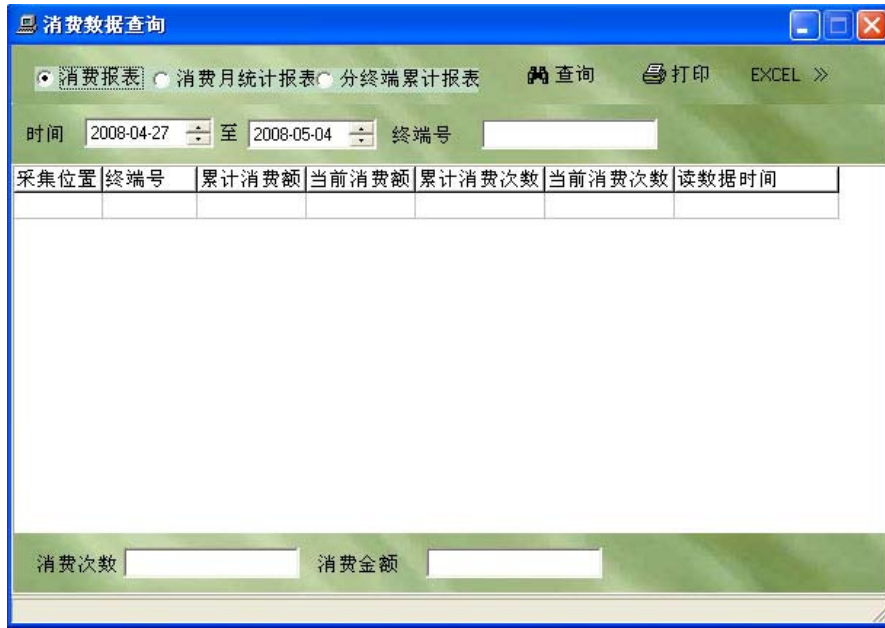 消费数据查询
消费报表 消费月统计报表 分终端累计报表 查询 打印 EXCEL »
时间 2008-04-27 至 2008-05-04 终端号
采集位置 终端号 累计消费额 当前消费额 累计消费次数 当前消费次数 读数据时间
消费次数 消费金额